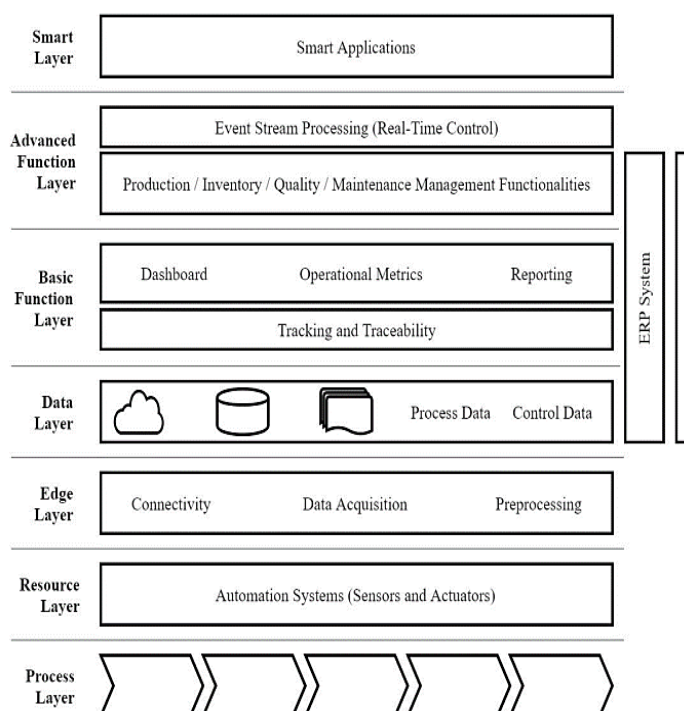 Smart
Layer
Smart Applications
Advanced
Function
Layer
Event Stream Processing (Real-Time Control)
Production / Inventory / Quality / Maintenance Management Functionalities
Basic
Function
Layer
Dashboard Operational Metrics Reporting
Tracking and Traceability
ERP System
Data
Layer
Process Data Control Data
Edge
Layer
Connectivity Data Acquisition Preprocessing
Resource
Layer
Automation Systems (Sensors and Actuators)
Process
Layer